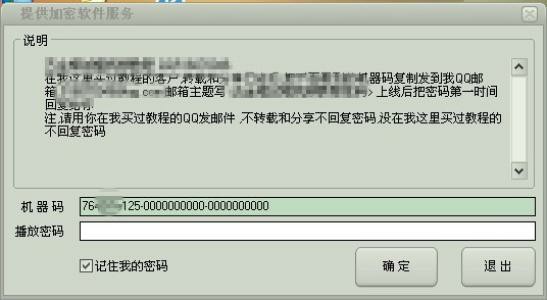 提供加密软件服务
说明
在我这里买过教程的客户,转载和分享 机器码复制发到我QQ邮
箱 .com邮箱主题写 > 上线后把密码第一时间
回复给你
注,请用你在我买过教程的QQ发邮件 ,不转载和分享不回复密码,没在我这里买过教程的
不回复密码
机器码 76 125-0000000000-0000000000
播放密码
记住我的密码
确定 退出